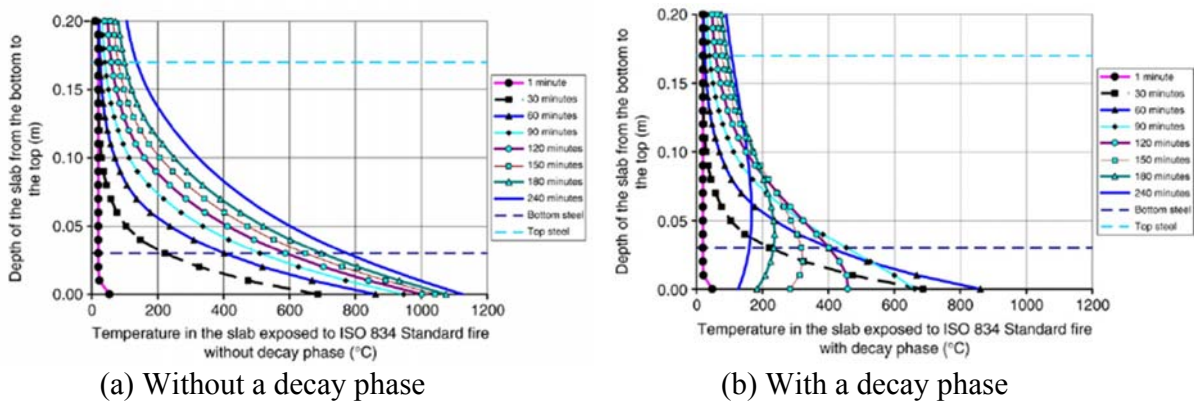 0.20
0.15
0.10
0.05
0.00
0 200 400 600 800 1000 1200
Depth of the slab from the bottom to
the top (m)
Temperature in the slab exposed to ISO 834 Standard fire
without decay phase (°C)
1 minute
30 minutes
60 minutes
90 minutes
120 minutes
150 minutes
180 minutes
240 minutes
Bottom steel
Top steel
(a) Without a decay phase
0.20
0.15
0.10
0.05
0.00
0 200 400 600 800 1000 1200
Depth of the slab from the bottom to
the top (m)
Temperature in the slab exposed to ISO 834 Standard fire
with decay phase (°C)
1 minute
30 minutes
60 minutes
90 minutes
120 minutes
150 minutes
180 minutes
240 minutes
Bottom steel
Top steel
(b) With a decay phase